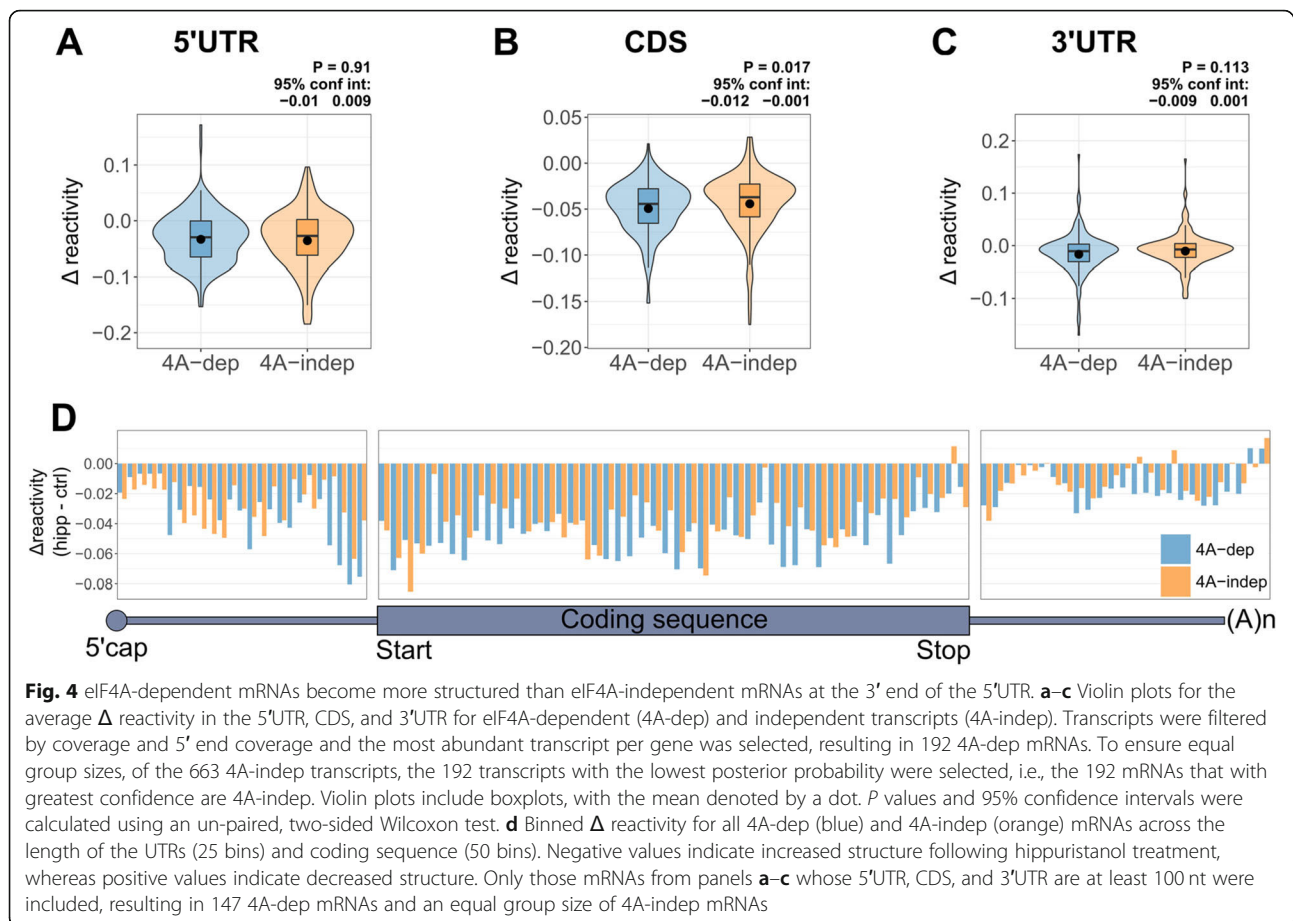 A 5'UTR
P = 0.91
95% conf int:
−0.01 0.009
Δ reactivity
0.1
0.0
−0.1
−0.2
4A−dep 4A−indep
B CDS
P = 0.017
95% conf int:
−0.012 −0.001
Δ reactivity
0.05
0.00
−0.05
−0.10
−0.15
−0.20
4A−dep 4A−indep
C 3'UTR
P = 0.113
95% conf int:
−0.009 0.001
Δ reactivity
0.2
0.1
0.0
−0.1
4A−dep 4A−indep
D
Δreactivity
(hipp - ctrl)
0.00
−0.02
−0.04
−0.06
−0.08
4A−dep
4A−indep
Coding sequence
(A)n
5'cap
Start
Stop
Fig. 4 eIF4A-dependent mRNAs become more structured than eIF4A-independent mRNAs at the 3′ end of the 5′UTR. a–c Violin plots for the
average Δ reactivity in the 5′UTR, CDS, and 3′UTR for eIF4A-dependent (4A-dep) and independent transcripts (4A-indep). Transcripts were filtered
by coverage and 5′ end coverage and the most abundant transcript per gene was selected, resulting in 192 4A-dep mRNAs. To ensure equal
group sizes, of the 663 4A-indep transcripts, the 192 transcripts with the lowest posterior probability were selected, i.e., the 192 mRNAs that with
greatest confidence are 4A-indep. Violin plots include boxplots, with the mean denoted by a dot. P values and 95% confidence intervals were
calculated using an un-paired, two-sided Wilcoxon test. d Binned Δ reactivity for all 4A-dep (blue) and 4A-indep (orange) mRNAs across the
length of the UTRs (25 bins) and coding sequence (50 bins). Negative values indicate increased structure following hippuristanol treatment,
whereas positive values indicate decreased structure. Only those mRNAs from panels a–c whose 5′UTR, CDS, and 3′UTR are at least 100 nt were
included, resulting in 147 4A-dep mRNAs and an equal group size of 4A-indep mRNAs